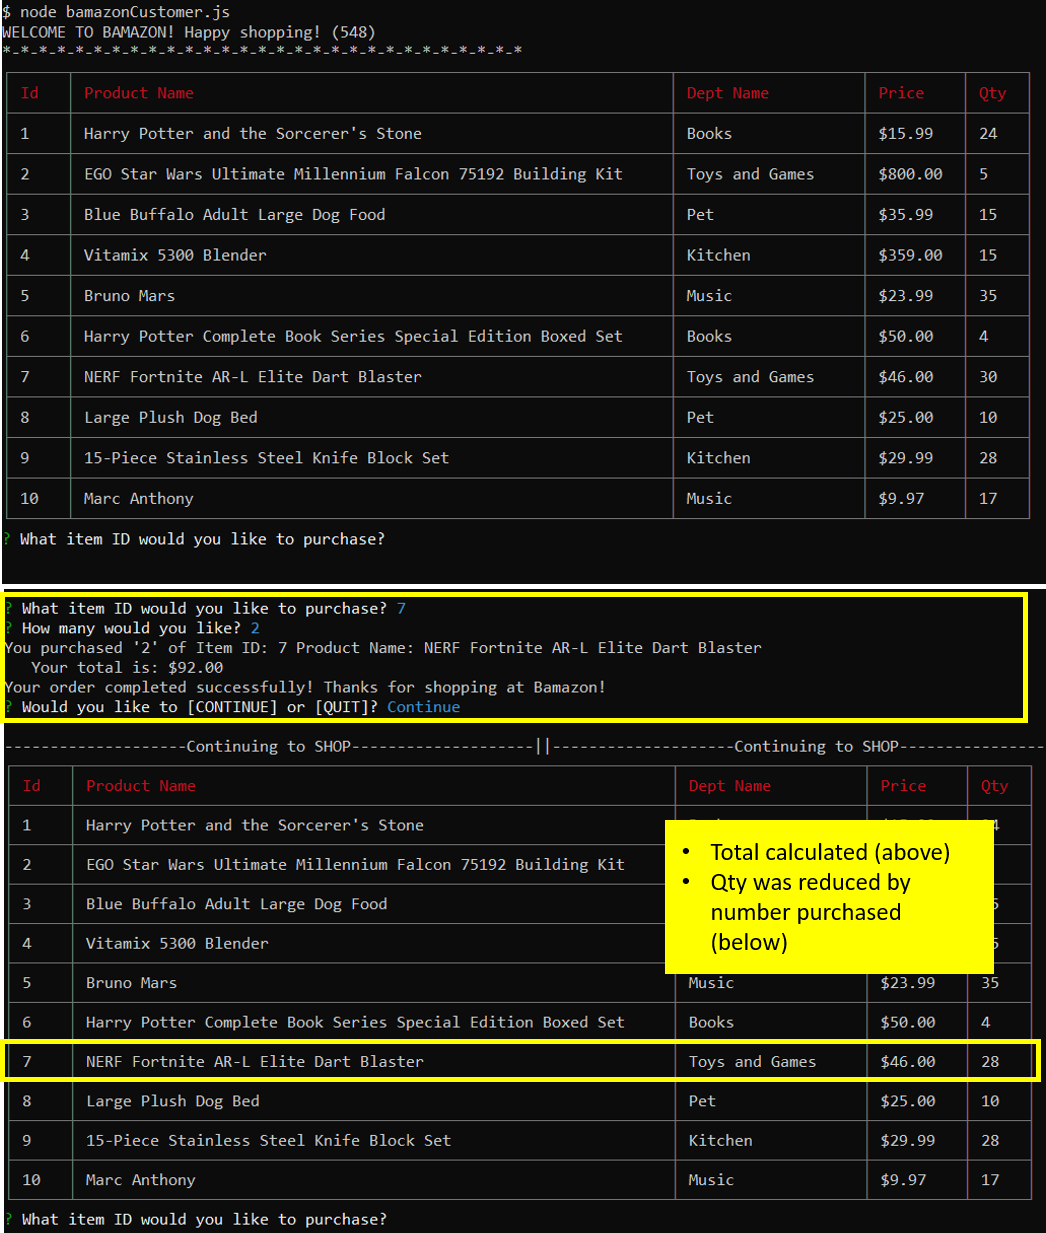 $ node bamazonCustomer.js
WELCOME TO BAMAZON! Happy shopping! (548)
*-*-*-*-*-*-*-*-*-*-*-*-*-*-*-*-*-*-*-*-*-*-*-*-*-*-*-*-*
Id Product Name Dept Name Price Qty
1 Harry Potter and the Sorcerer's Stone Books $15.99 24
2 EGO Star Wars Ultimate Millennium Falcon 75192 Building Kit Toys and Games $800.00 5
3 Blue Buffalo Adult Large Dog Food Pet $35.99 15
4 Vitamix 5300 Blender Kitchen $359.00 15
5 Bruno Mars Music $23.99 35
6 Harry Potter Complete Book Series Special Edition Boxed Set Books $50.00 4
7 NERF Fortnite AR-L Elite Dart Blaster Toys and Games $46.00 30
8 Large Plush Dog Bed Pet $25.00 10
9 15-Piece Stainless Steel Knife Block Set Kitchen $29.99 28
10 Marc Anthony Music $9.97 17
? What item ID would you like to purchase?
? What item ID would you like to purchase? 7
? How many would you like? 2
You purchased '2' of Item ID: 7 Product Name: NERF Fortnite AR-L Elite Dart Blaster
Your total is: $92.00
Your order completed successfully! Thanks for shopping at Bamazon!
? Would you like to [CONTINUE] or [QUIT]? Continue
--------------------Continuing to SHOP--------------------||--------------------Continuing to SHOP----------------
Id Product Name Dept Name Price Qty
1 Harry Potter and the Sorcerer's Stone
2 EGO Star Wars Ultimate Millennium Falcon 75192 Building Kit
3 Blue Buffalo Adult Large Dog Food
4 Vitamix 5300 Blender
• Total calculated (above)
• Qty was reduced by
number purchased
(below)
5 Bruno Mars Music $23.99 35
6 Harry Potter Complete Book Series Special Edition Boxed Set Books $50.00 4
7 NERF Fortnite AR-L Elite Dart Blaster Toys and Games $46.00 28
8 Large Plush Dog Bed Pet $25.00 10
9 15-Piece Stainless Steel Knife Block Set Kitchen $29.99 28
10 Marc Anthony Music $9.97 17
? What item ID would you like to purchase?